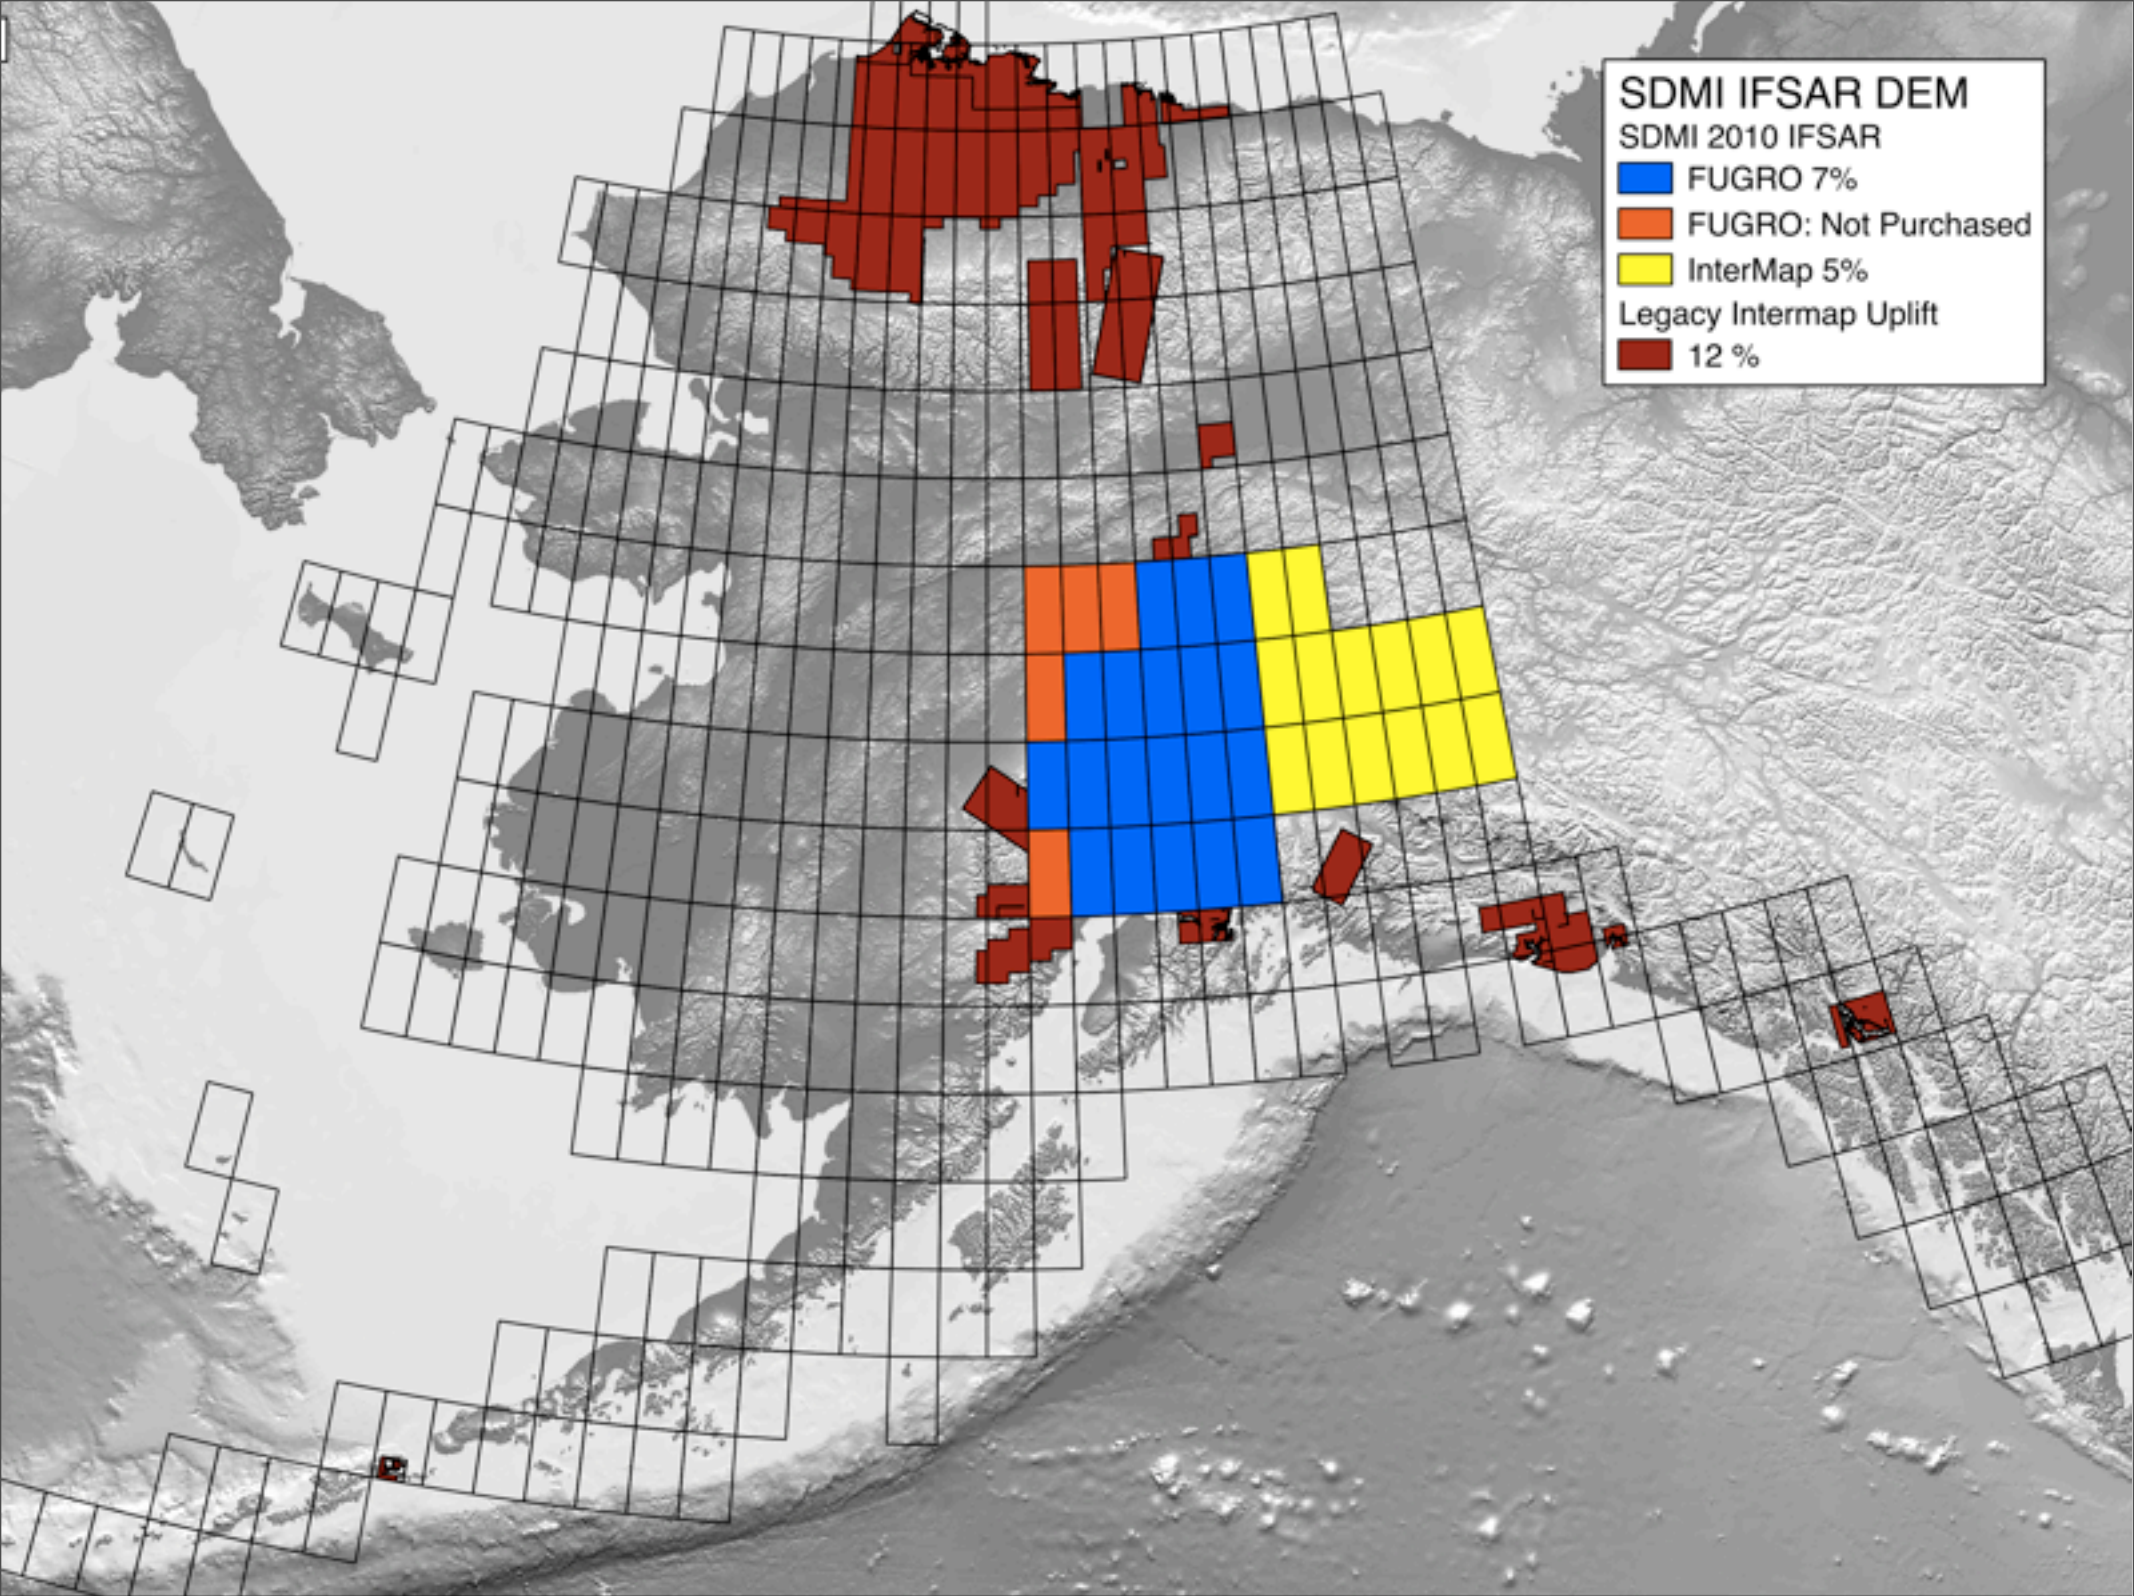 SDMI IFSAR DEM
SDMI 2010 IFSAR
FUGRO 7%
FUGRO: Not Purchased
InterMap 5%
Legacy Intermap Uplift
12 %